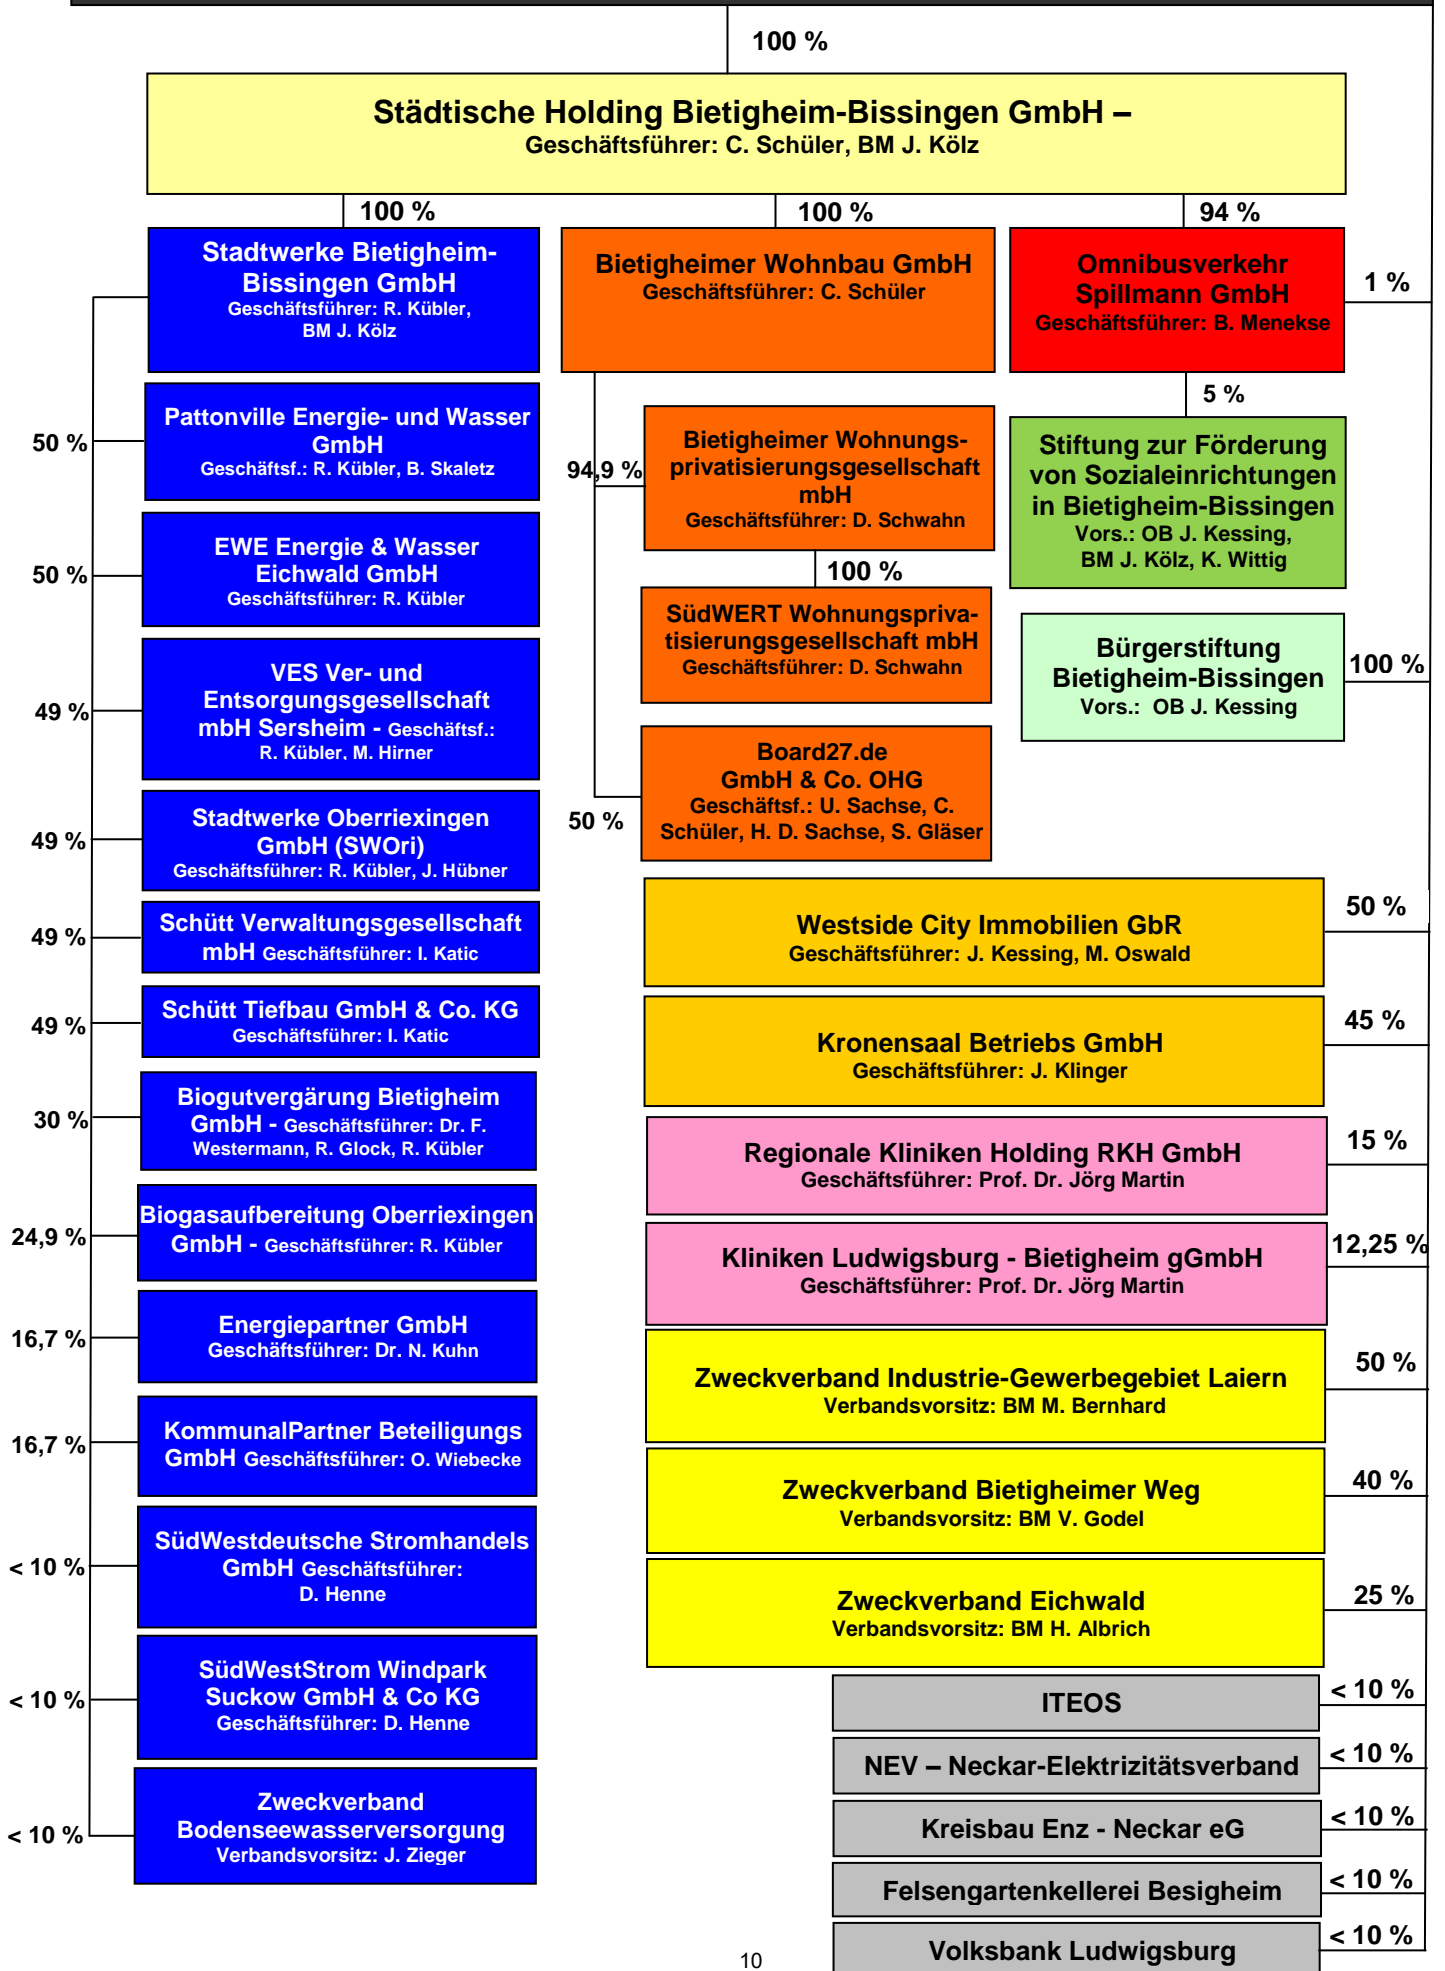 100 %
Städtische Holding Bietigheim-Bissingen GmbH –
Geschäftsführer: C. Schüler, BM J. Kölz
100 %
100 %
94 %
Stadtwerke Bietigheim-
Bissingen GmbH
Geschäftsführer: R. Kübler,
BM J. Kölz
Bietigheimer Wohnbau GmbH
Geschäftsführer: C. Schüler
Omnibusverkehr
Spillmann GmbH
Geschäftsführer: B. Menekse
1 %
50 %
Pattonville Energie- und Wasser
GmbH
Geschäftsf.: R. Kübler, B. Skaletz
50 %
EWE Energie & Wasser
Eichwald GmbH
Geschäftsführer: R. Kübler
49 %
VES Ver- und
Entsorgungsgesellschaft
mbH Sersheim - Geschäftsf.:
R. Kübler, M. Hirner
49 %
Stadtwerke Oberriexingen
GmbH (SWOri)
Geschäftsführer: R. Kübler, J. Hübner
49 %
Schütt Verwaltungsgesellschaft
mbH Geschäftsführer: I. Katic
49 %
Schütt Tiefbau GmbH & Co. KG
Geschäftsführer: I. Katic
30 %
Biogutvergärung Bietigheim
GmbH - Geschäftsführer: Dr. F.
Westermann, R. Glock, R. Kübler
24,9 %
Biogasaufbereitung Oberriexingen
GmbH - Geschäftsführer: R. Kübler
16,7 %
Energiepartner GmbH
Geschäftsführer: Dr. N. Kuhn
16,7 %
KommunalPartner Beteiligungs
GmbH Geschäftsführer: O. Wiebecke
< 10 %
SüdWestdeutsche Stromhandels
GmbH Geschäftsführer:
D. Henne
< 10 %
SüdWestStrom Windpark
Suckow GmbH & Co KG
Geschäftsführer: D. Henne
< 10 %
Zweckverband
Bodenseewasserversorgung
Verbandsvorsitz: J. Zieger
94,9 %
Bietigheimer Wohnungs-
privatisierungsgesellschaft
mbH
Geschäftsführer: D. Schwahn
100 %
SüdWERT Wohnungspriva-
tisierungsgesellschaft mbH
Geschäftsführer: D. Schwahn
50 %
Board27.de
GmbH & Co. OHG
Geschäftsf.: U. Sachse, C.
Schüler, H. D. Sachse, S. Gläser
5 %
Stiftung zur Förderung
von Sozialeinrichtungen
in Bietigheim-Bissingen
Vors.: OB J. Kessing,
BM J. Kölz, K. Wittig
Bürgerstiftung
Bietigheim-Bissingen
Vors.: OB J. Kessing
100 %
Westside City Immobilien GbR
Geschäftsführer: J. Kessing, M. Oswald
50 %
Kronensaal Betriebs GmbH
Geschäftsführer: J. Klinger
45 %
Regionale Kliniken Holding RKH GmbH
Geschäftsführer: Prof. Dr. Jörg Martin
15 %
Kliniken Ludwigsburg - Bietigheim gGmbH
Geschäftsführer: Prof. Dr. Jörg Martin
12,25 %
Zweckverband Industrie-Gewerbegebiet Laiern
Verbandsvorsitz: BM M. Bernhard
50 %
Zweckverband Bietigheimer Weg
Verbandsvorsitz: BM V. Godel
40 %
Zweckverband Eichwald
Verbandsvorsitz: BM H. Albrich
25 %
ITEOS
< 10 %
NEV – Neckar-Elektrizitätsverband
< 10 %
Kreisbau Enz - Neckar eG
< 10 %
Felsengartenkellerei Besigheim
< 10 %
Volksbank Ludwigsburg
< 10 %
10